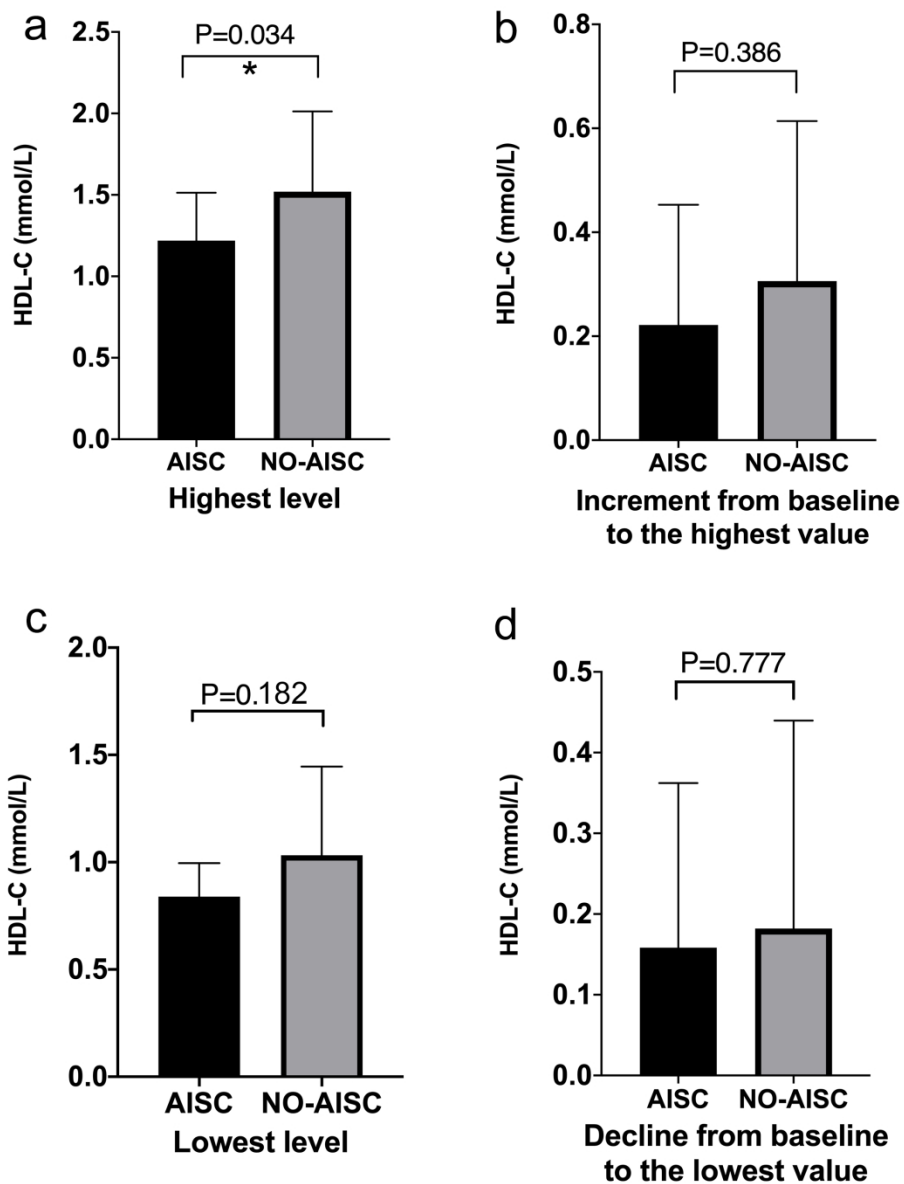 a
P=0.034
*
2.5
2.0
1.5
1.0
0.5
0.0
HDL-C (mmol/L)
AISC NO-AISC
Highest level
b
P=0.386
0.8
0.6
0.4
0.2
0.0
HDL-C (mmol/L)
AISC NO-AISC
Increment from baseline
to the highest value
c
P=0.182
2.0
1.5
1.0
0.5
0.0
HDL-C (mmol/L)
AISC NO-AISC
Lowest level
d
P=0.777
0.5
0.4
0.3
0.2
0.1
0.0
HDL-C (mmol/L)
AISC NO-AISC
Decline from baseline
to the lowest value